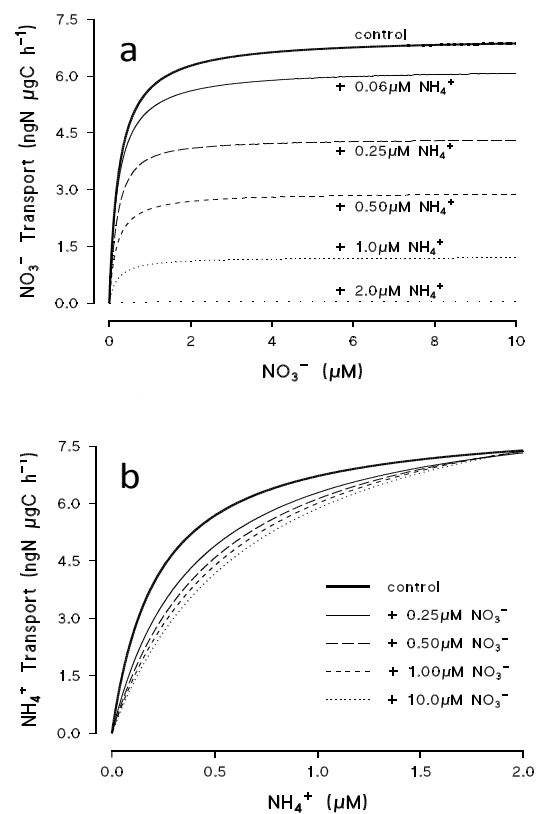 a
NO₃⁻ Transport (ngN µgC h⁻¹)
7.5
6.0
4.5
3.0
1.5
0.0
control
+ 0.06µM NH₄⁺
+ 0.25µM NH₄⁺
+ 0.50µM NH₄⁺
+ 1.0µM NH₄⁺
+ 2.0µM NH₄⁺
0 2 4 6 8 10
NO₃⁻ (µM)
b
NH₄⁺ Transport (ngN µgC h⁻¹)
7.5
6.0
4.5
3.0
1.5
0.0
control
+ 0.25µM NO₃⁻
+ 0.50µM NO₃⁻
+ 1.00µM NO₃⁻
+ 10.0µM NO₃⁻
0.0 0.5 1.0 1.5 2.0
NH₄⁺ (µM)